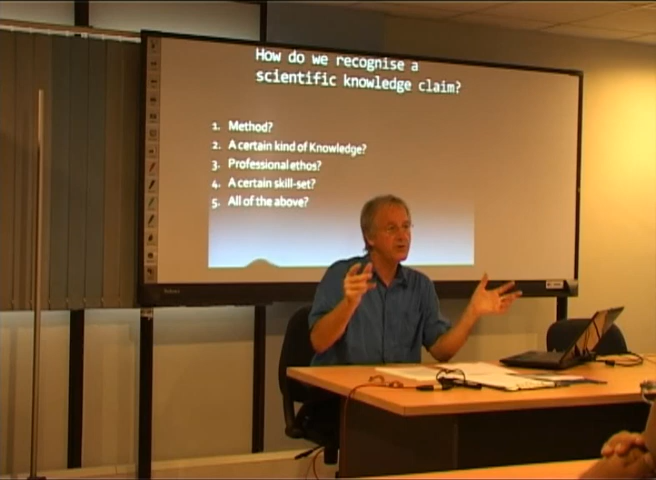 How do we recognise a
scientific knowledge claim?
1. Method?
2. A certain kind of Knowledge?
3. Professional ethos?
4. A certain skill-set?
5. All of the above?